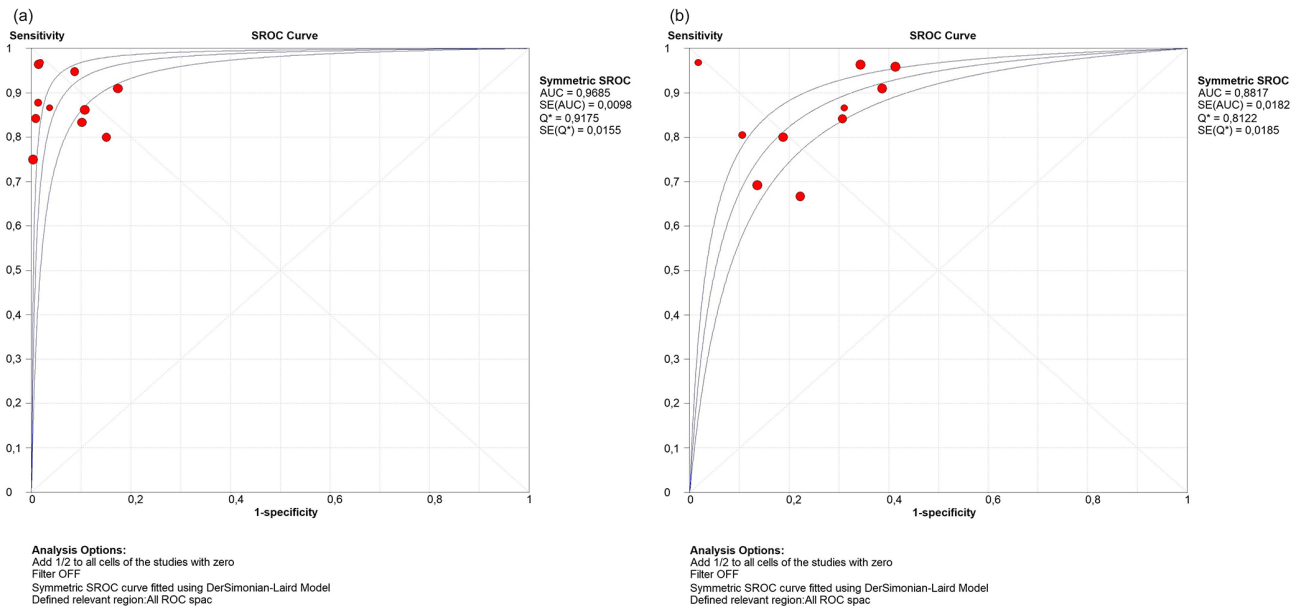 (a)
Sensitivity
SROC Curve
1
0,9
0,8
0,7
0,6
0,5
0,4
0,3
0,2
0,1
0
0
0,2
0,4
0,6
0,8
1
1-specificity
Symmetric SROC
AUC = 0,9685
SE(AUC) = 0,0098
Q* = 0,9175
SE(Q*) = 0,0155
Analysis Options:
Add 1/2 to all cells of the studies with zero
Filter OFF
Symmetric SROC curve fitted using DerSimonian-Laird Model
Defined relevant region:All ROC spac
(b)
Sensitivity
SROC Curve
1
0,9
0,8
0,7
0,6
0,5
0,4
0,3
0,2
0,1
0
0
0,2
0,4
0,6
0,8
1
1-specificity
Symmetric SROC
AUC = 0,8817
SE(AUC) = 0,0182
Q* = 0,8122
SE(Q*) = 0,0185
Analysis Options:
Add 1/2 to all cells of the studies with zero
Filter OFF
Symmetric SROC curve fitted using DerSimonian-Laird Model
Defined relevant region:All ROC spac